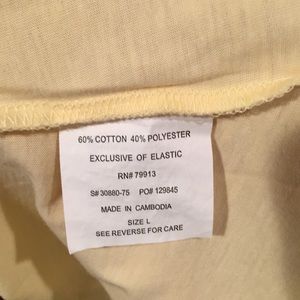 60% COTTON 40% POLYESTER
EXCLUSIVE OF ELASTIC
RN# 79913
S# 30880-75 PO# 129845
MADE IN CAMBODIA
SIZE L
SEE REVERSE FOR CARE